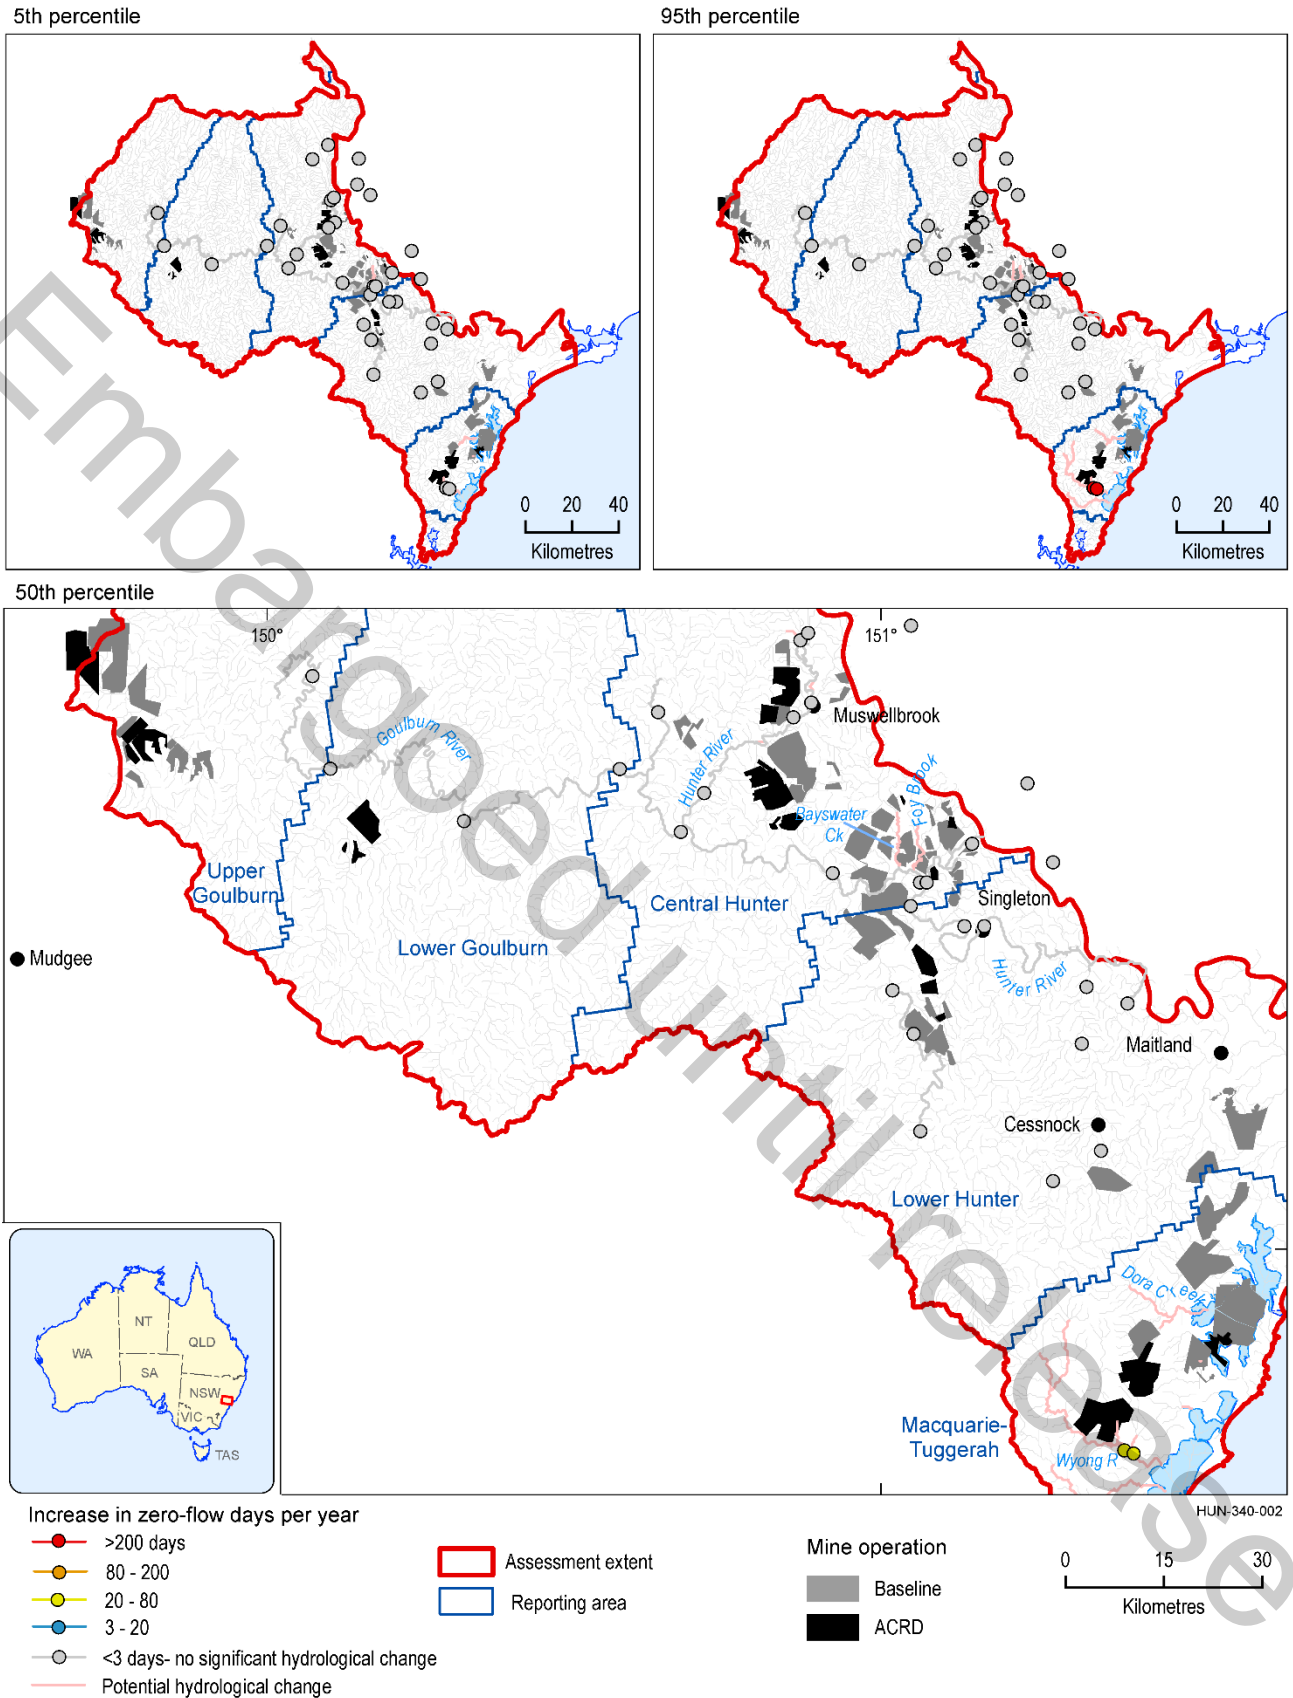 5th percentile
95th percentile
0 20 40
Kilometres
0 20 40
Kilometres
50th percentile
150°
151°
Goulburn River
Hunter River
Muswellbrook
Foy Brook
Bayswater
Ck
Upper
Goulburn
Central Hunter
Singleton
Lower Goulburn
Mudgee
Hunter River
Maitland
Cessnock
Lower Hunter
Dora Creek
Macquarie-
Tuggerah
Wyong R
WA
NT
SA
QLD
NSW
VIC
TAS
HUN-340-002
Embargoed until release
Increase in zero-flow days per year
>200 days
80 - 200
20 - 80
3 - 20
<3 days- no significant hydrological change
Potential hydrological change
Assessment extent
Reporting area
Mine operation
Baseline
ACRD
0 15 30
Kilometres